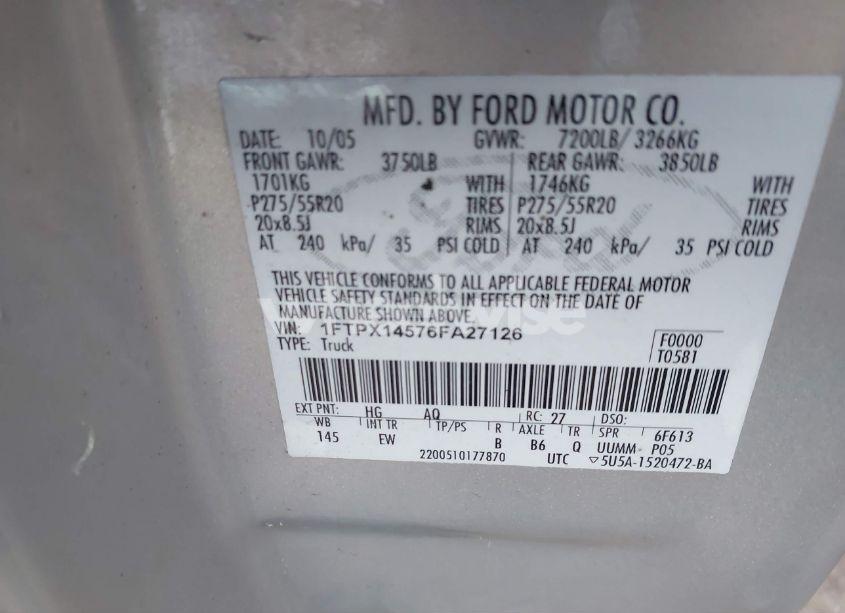 MFD. BY FORD MOTOR CO.
DATE: 10/05 GVWR: 7200LB/ 3266KG
FRONT GAWR: 3750LB REAR GAWR: 3850LB
1701KG WITH 1746KG WITH
P275/55R20 TIRES P275/55R20 TIRES
20x8.5J RIMS 20x8.5J RIMS
AT 240 kPa/ 35 PSI COLD AT 240 kPa/ 35 PSI COLD
THIS VEHICLE CONFORMS TO ALL APPLICABLE FEDERAL MOTOR
VEHICLE SAFETY STANDARDS IN EFFECT ON THE DATE OF
MANUFACTURE SHOWN ABOVE.
VIN: 1FTPX14576FA27126 F0000
TYPE: Truck T0581
EXT PNT: HG AQ RC: 27 DSO:
WB INT TR TP/PS R AXLE TR SPR 6F613
145 EW B B6 Q UUMM P05
2200510177870 UTC ▽5U5A-1520472-BA